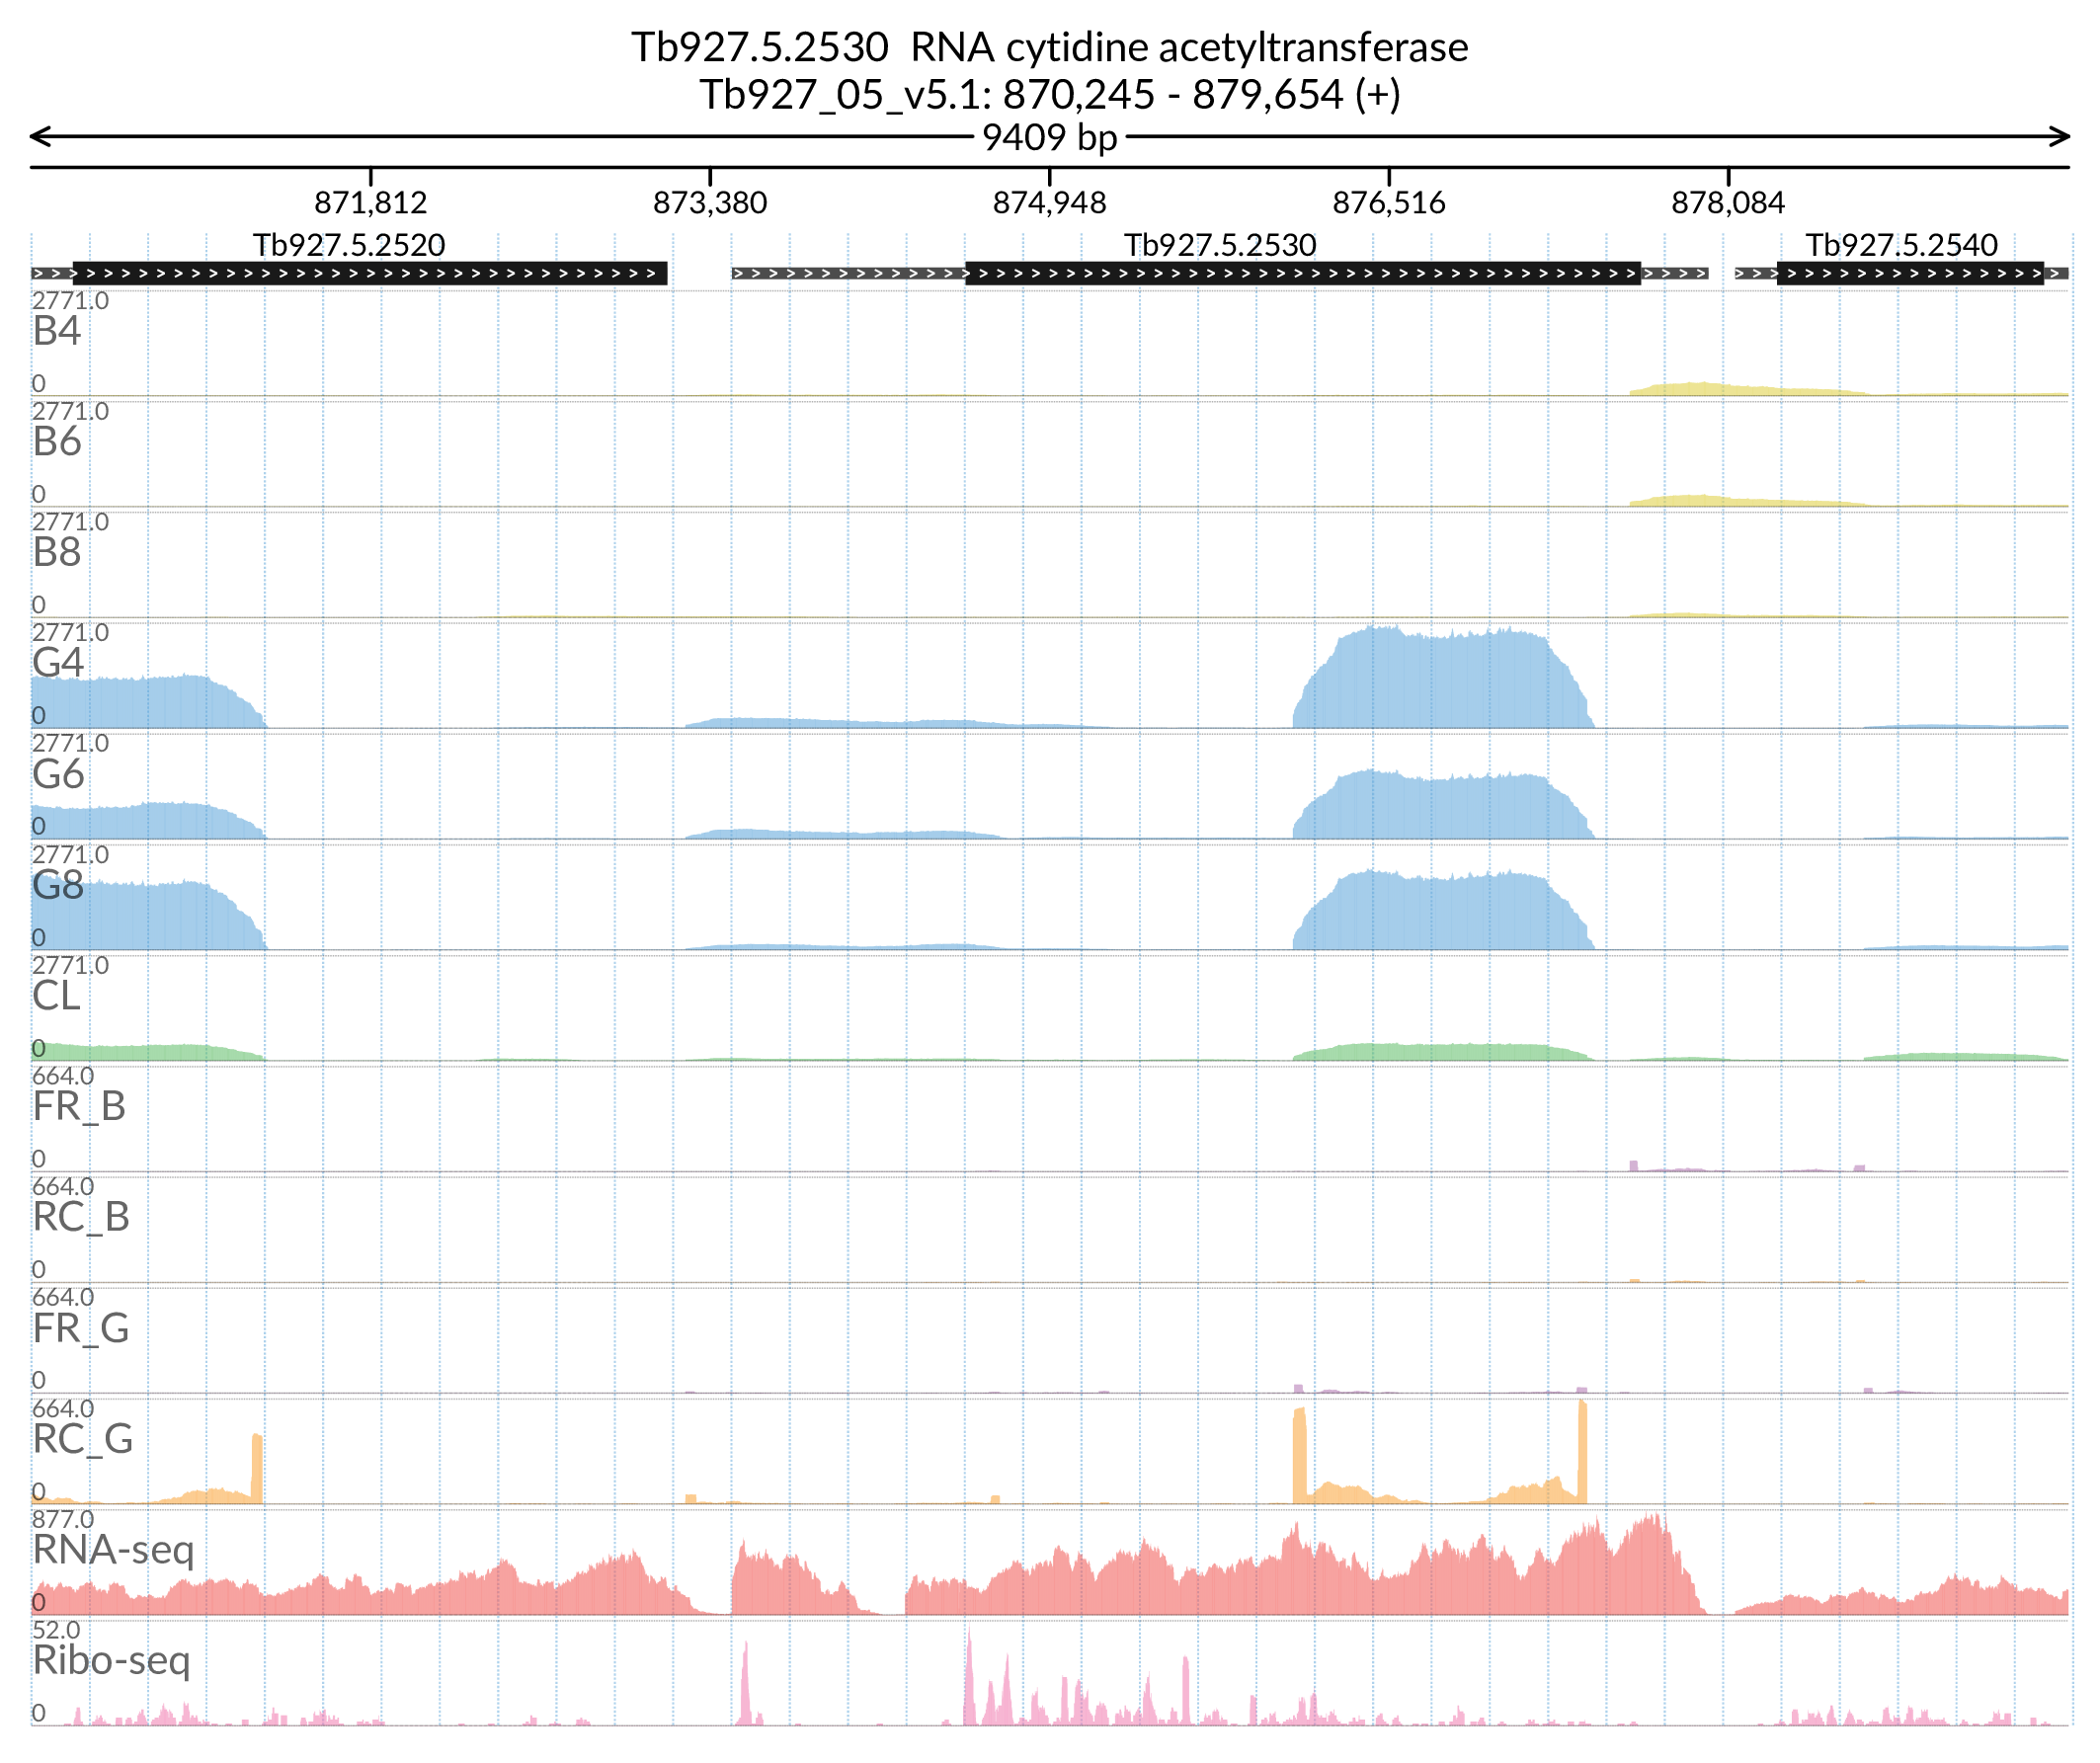 Tb927.5.2530  RNA cytidine acetyltransferase
Tb927_05_v5.1: 870,245 - 879,654 (+)
9409 bp
871,812 873,380 874,948 876,516 878,084
Tb927.5.2520 Tb927.5.2530 Tb927.5.2540
2771.0
B4
0
2771.0
B6
0
2771.0
B8
0
2771.0
G4
0
2771.0
G6
0
2771.0
G8
0
2771.0
CL
0
664.0
FR_B
0
664.0
RC_B
0
664.0
FR_G
0
664.0
RC_G
0
877.0
RNA-seq
0
52.0
Ribo-seq
0